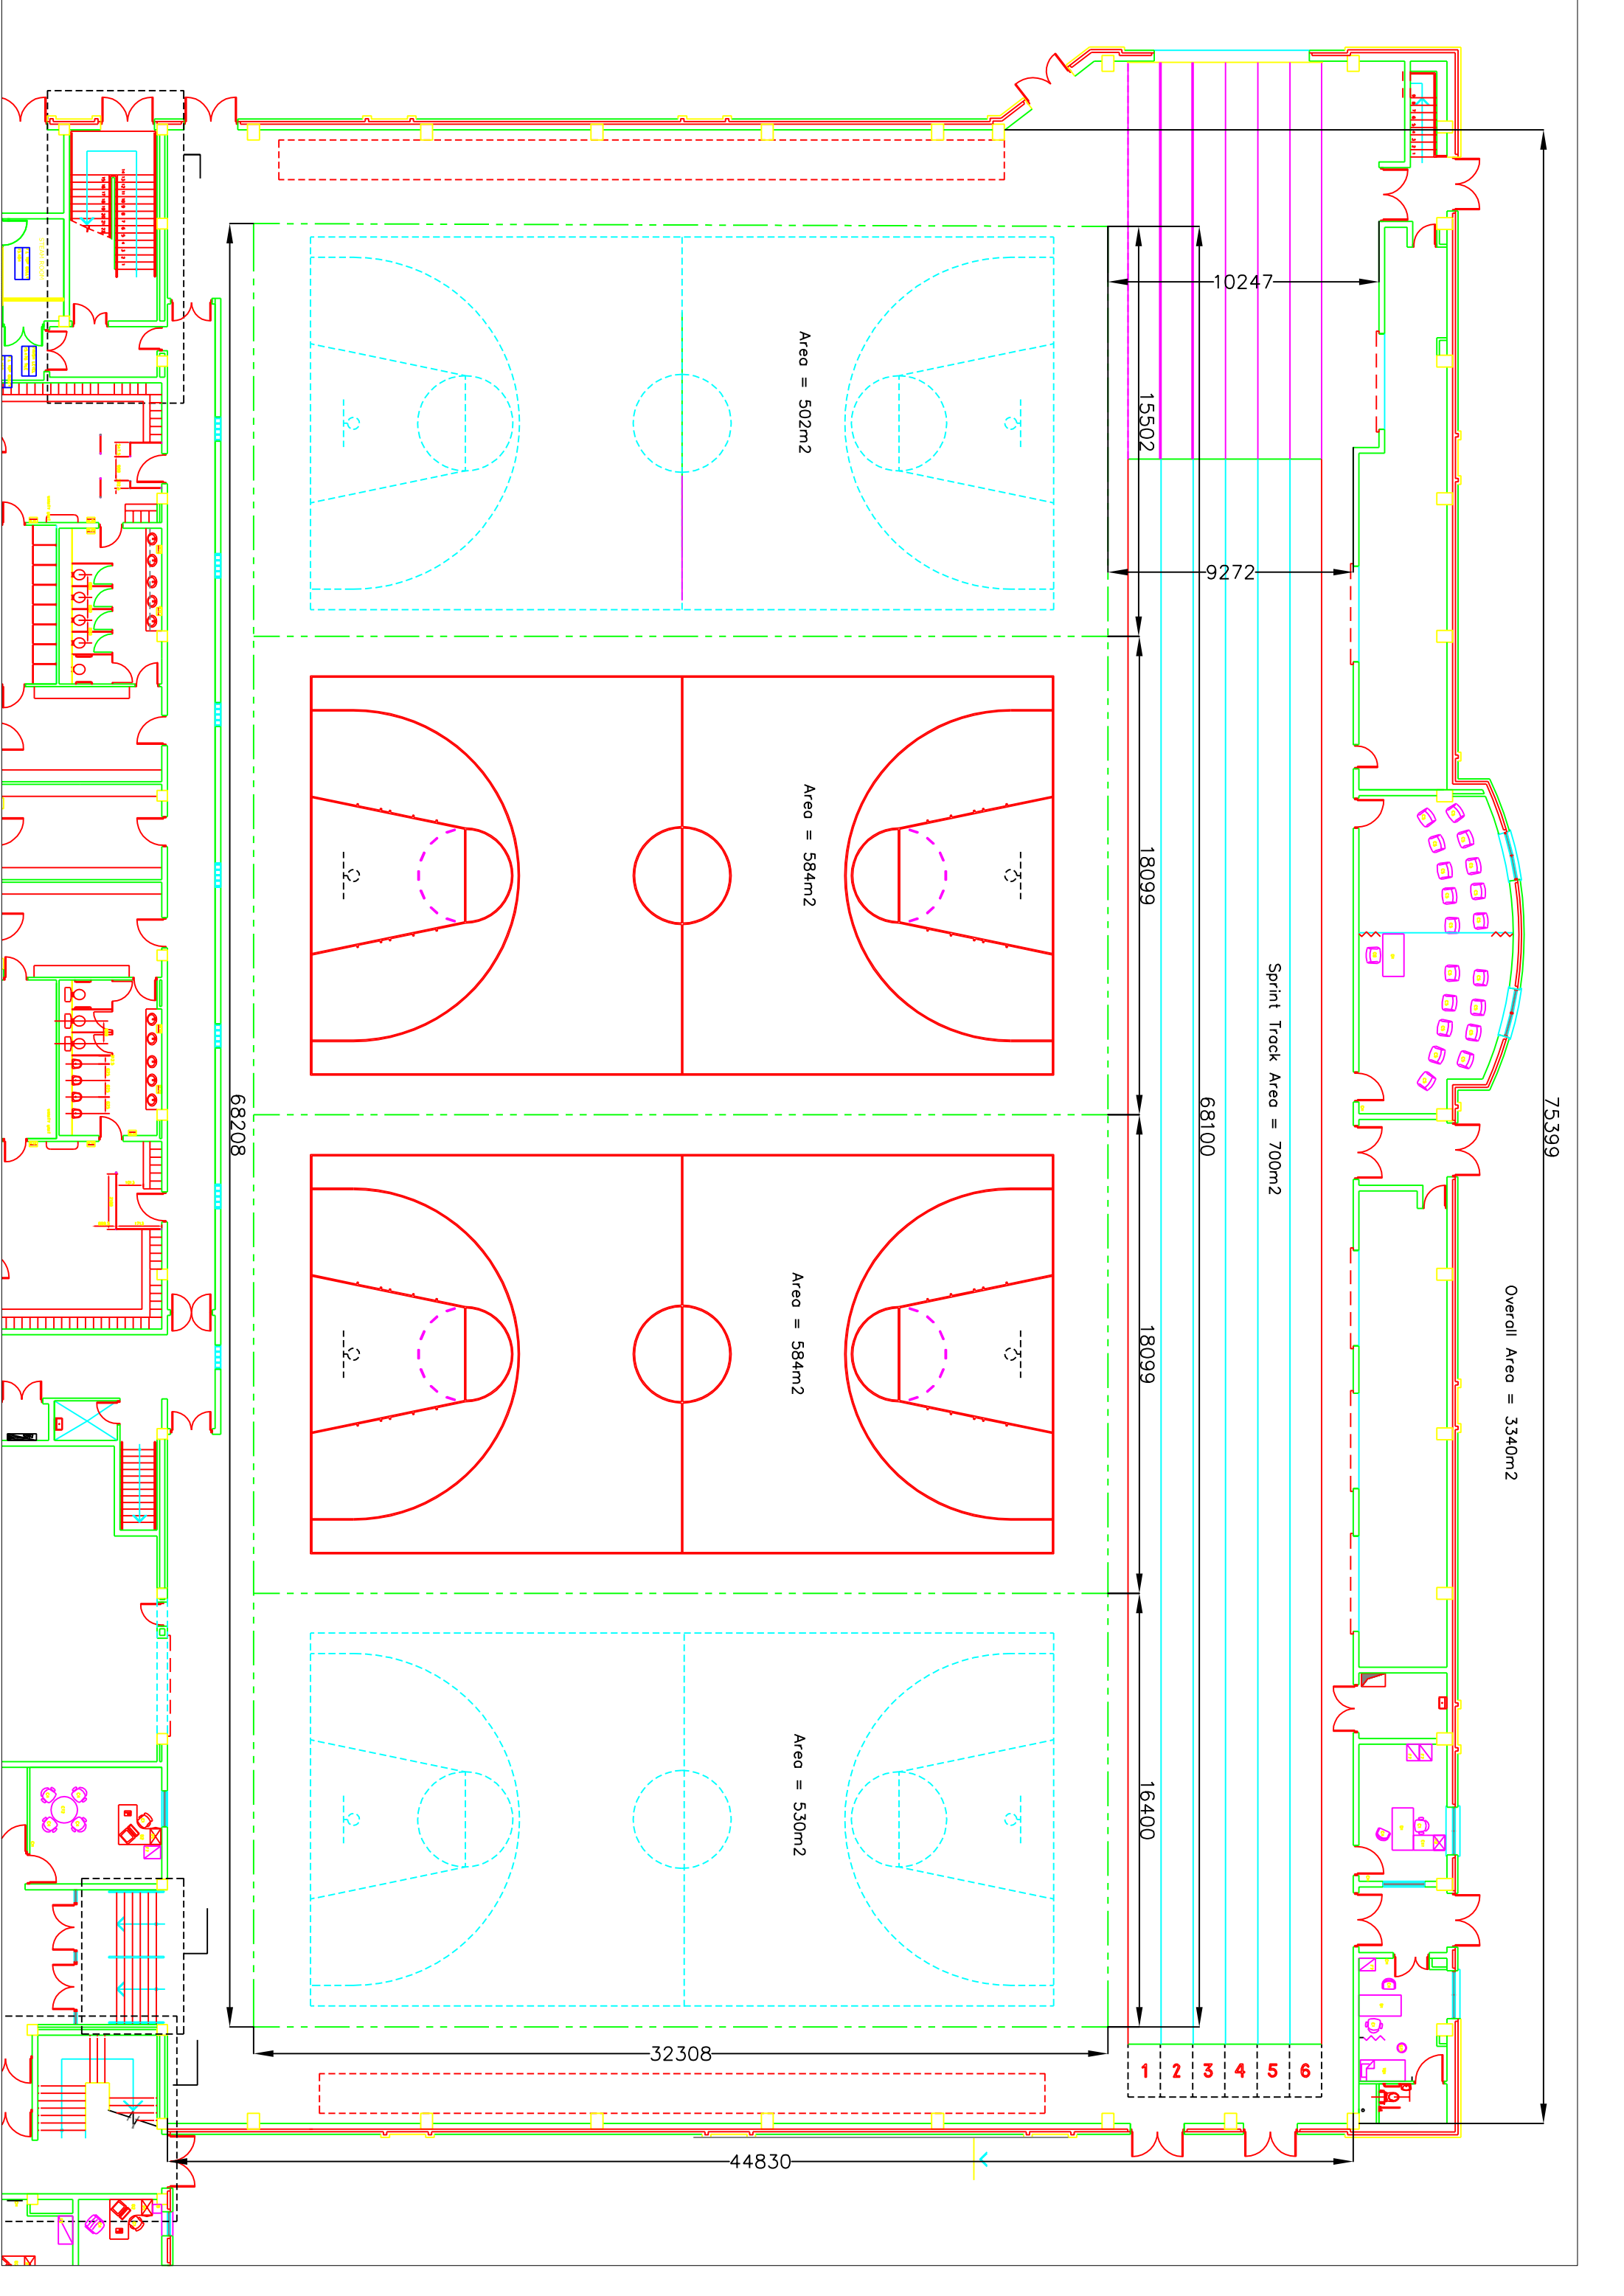 10247
Area = 502m2
15502
9272
18099
Area = 584m2
Sprint Track Area = 700m2
68208
68100
75399
Overall Area = 3340m2
Area = 584m2
18099
Area = 530m2
16400
32308
1 2 3 4 5 6
44830